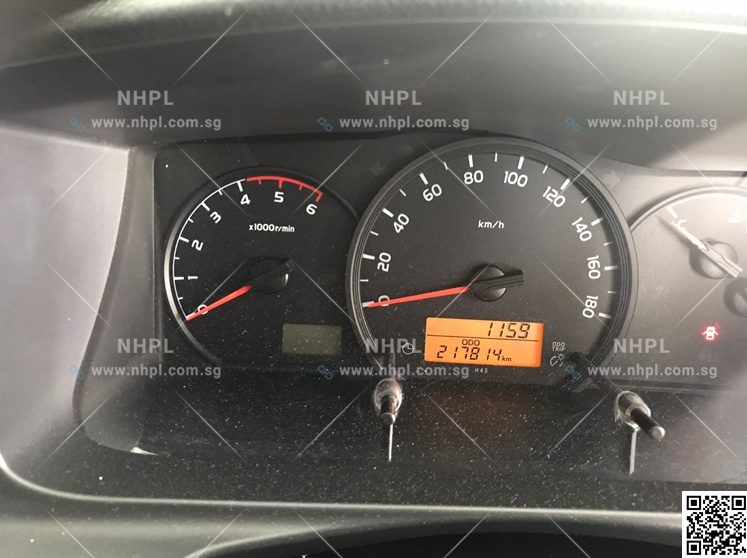 NHPL NHPL NHPL
www.nhpl.com.sg www.nhpl.com.sg www.nhpl.com.sg
0 1 2 3 4 5 6
x1000r/min
0 20 40 60 80 100 120 140 160 180
km/h
C
1159
ODO
217814 km
ODO
TRIP
H45
NHPL NHPL NHPL
www.nhpl.com.sg www.nhpl.com.sg www.nhpl.com.sg